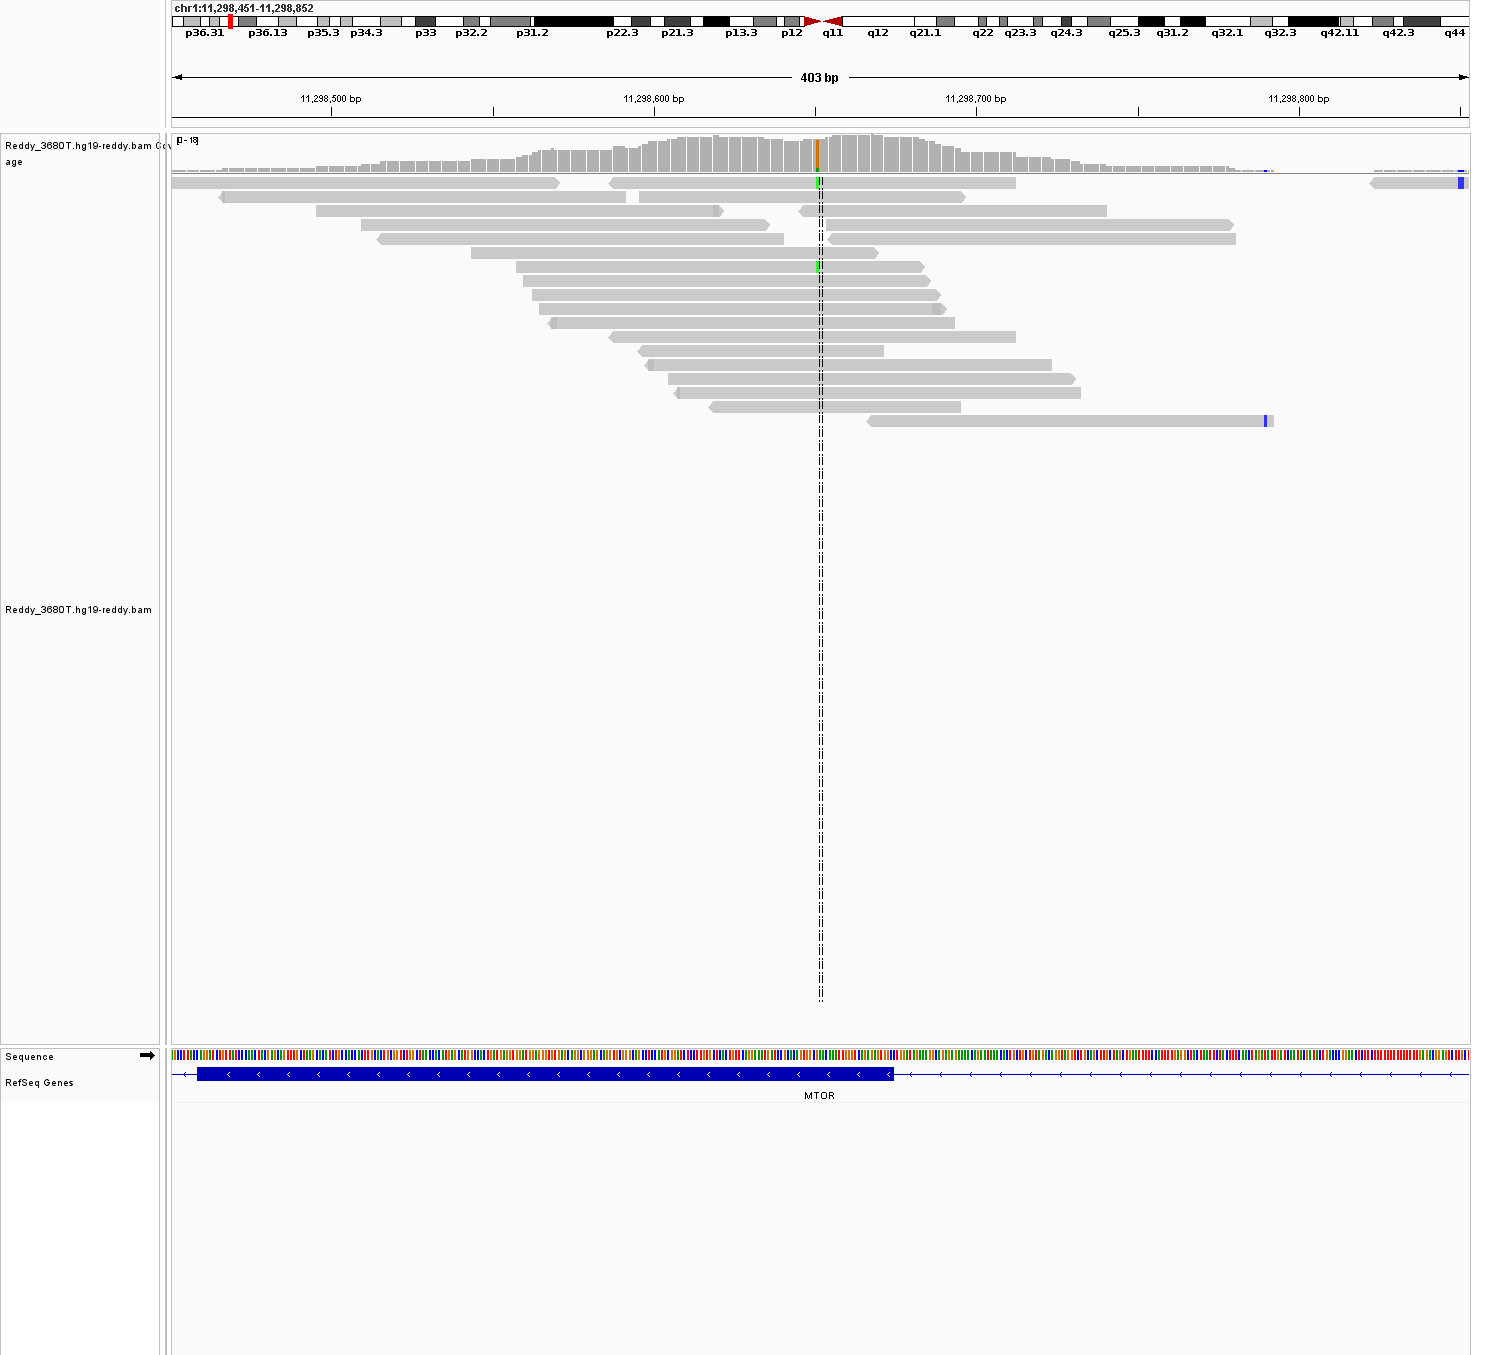 chr1:11,298,451-11,298,852
p36.31 p36.13 p35.3 p34.3 p33 p32.2 p31.2 p22.3 p21.3 p13.3 p12 q11 q12 q21.1 q22 q23.3 q24.3 q25.3 q31.2 q32.1 q32.3 q42.11 q42.3 q44
403 bp
11,298,500 bp 11,298,600 bp 11,298,700 bp 11,298,800 bp
Reddy_3680T.hg19-reddy.bam Cov
age
[0 - 18]
Reddy_3680T.hg19-reddy.bam
Sequence
RefSeq Genes
MTOR